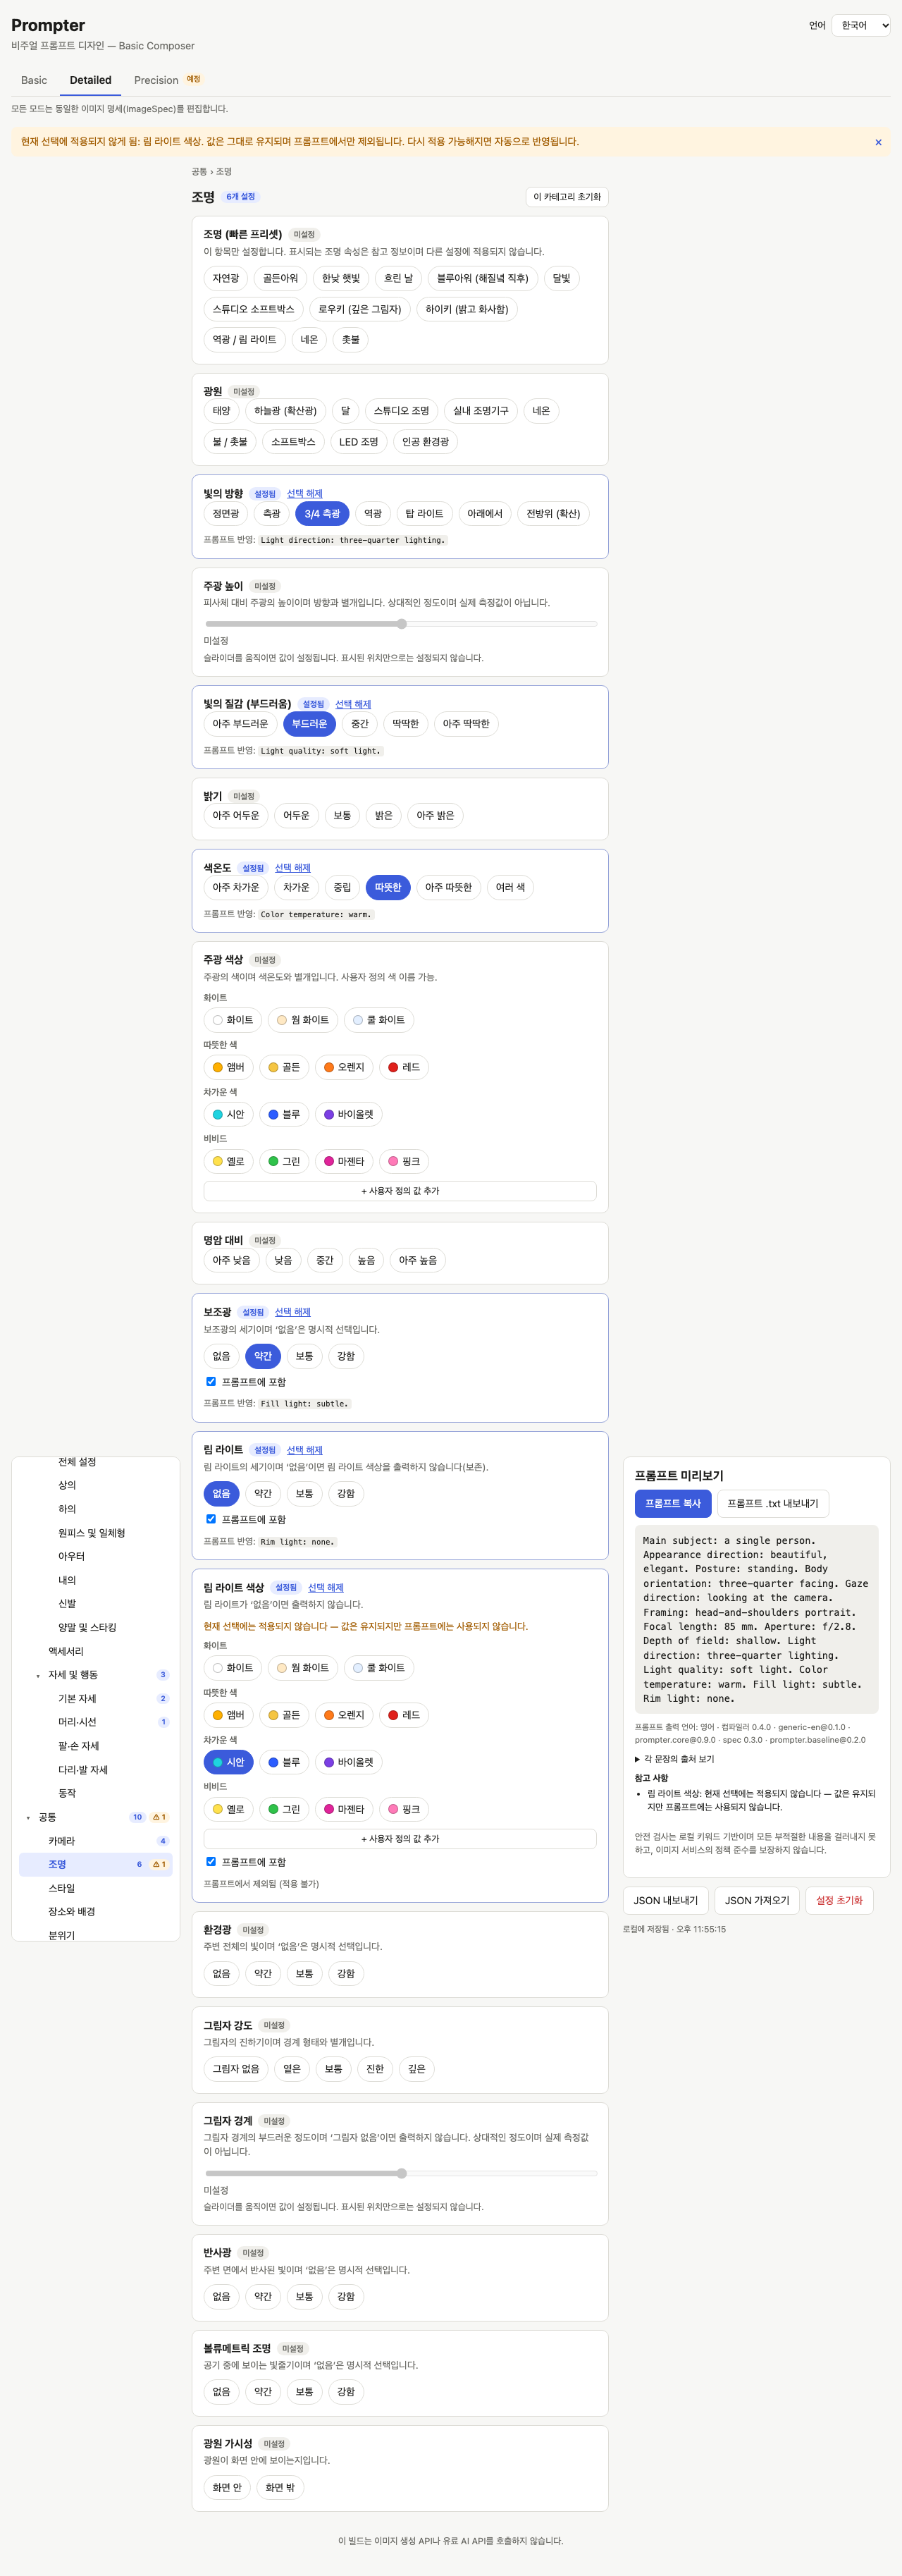 Prompter
비주얼 프롬프트 디자인 — Basic Composer
언어 한국어
Basic Detailed Precision 예정
모든 모드는 동일한 이미지 명세(ImageSpec)를 편집합니다.
현재 선택에 적용되지 않게 됨: 림 라이트 색상. 값은 그대로 유지되며 프롬프트에서만 제외됩니다. 다시 적용 가능해지면 자동으로 반영됩니다. ×
공통 › 조명
조명 6개 설정 이 카테고리 초기화
조명 (빠른 프리셋) 미설정
이 항목만 설정합니다. 표시되는 조명 속성은 참고 정보이며 다른 설정에 적용되지 않습니다.
자연광 골든아워 한낮 햇빛 흐린 날 블루아워 (해질녘 직후) 달빛
스튜디오 소프트박스 로우키 (깊은 그림자) 하이키 (밝고 화사함)
역광 / 림 라이트 네온 촛불
광원 미설정
태양 하늘광 (확산광) 달 스튜디오 조명 실내 조명기구 네온
불 / 촛불 소프트박스 LED 조명 인공 환경광
빛의 방향 설정됨 선택 해제
정면광 측광 3/4 측광 역광 탑 라이트 아래에서 전방위 (확산)
프롬프트 반영: Light direction: three-quarter lighting.
주광 높이 미설정
피사체 대비 주광의 높이이며 방향과 별개입니다. 상대적인 정도이며 실제 측정값이 아닙니다.
미설정
슬라이더를 움직이면 값이 설정됩니다. 표시된 위치만으로는 설정되지 않습니다.
빛의 질감 (부드러움) 설정됨 선택 해제
아주 부드러운 부드러운 중간 딱딱한 아주 딱딱한
프롬프트 반영: Light quality: soft light.
밝기 미설정
아주 어두운 어두운 보통 밝은 아주 밝은
색온도 설정됨 선택 해제
아주 차가운 차가운 중립 따뜻한 아주 따뜻한 여러 색
프롬프트 반영: Color temperature: warm.
주광 색상 미설정
주광의 색이며 색온도와 별개입니다. 사용자 정의 색 이름 가능.
화이트
화이트 웜 화이트 쿨 화이트
따뜻한 색
앰버 골든 오렌지 레드
차가운 색
시안 블루 바이올렛
비비드
옐로 그린 마젠타 핑크
+ 사용자 정의 값 추가
명암 대비 미설정
아주 낮음 낮음 중간 높음 아주 높음
보조광 설정됨 선택 해제
보조광의 세기이며 ‘없음’은 명시적 선택입니다.
없음 약간 보통 강함
프롬프트에 포함
프롬프트 반영: Fill light: subtle.
림 라이트 설정됨 선택 해제
림 라이트의 세기이며 ‘없음’이면 림 라이트 색상을 출력하지 않습니다(보존).
없음 약간 보통 강함
프롬프트에 포함
프롬프트 반영: Rim light: none.
림 라이트 색상 설정됨 선택 해제
림 라이트가 ‘없음’이면 출력하지 않습니다.
현재 선택에는 적용되지 않습니다 — 값은 유지되지만 프롬프트에는 사용되지 않습니다.
화이트
화이트 웜 화이트 쿨 화이트
따뜻한 색
앰버 골든 오렌지 레드
차가운 색
시안 블루 바이올렛
비비드
옐로 그린 마젠타 핑크
+ 사용자 정의 값 추가
프롬프트에 포함
프롬프트에서 제외됨 (적용 불가)
환경광 미설정
주변 전체의 빛이며 ‘없음’은 명시적 선택입니다.
없음 약간 보통 강함
그림자 강도 미설정
그림자의 진하기이며 경계 형태와 별개입니다.
그림자 없음 옅은 보통 진한 깊은
그림자 경계 미설정
그림자 경계의 부드러운 정도이며 ‘그림자 없음’이면 출력하지 않습니다. 상대적인 정도이며 실제 측정값
이 아닙니다.
미설정
슬라이더를 움직이면 값이 설정됩니다. 표시된 위치만으로는 설정되지 않습니다.
반사광 미설정
주변 면에서 반사된 빛이며 ‘없음’은 명시적 선택입니다.
없음 약간 보통 강함
볼류메트릭 조명 미설정
공기 중에 보이는 빛줄기이며 ‘없음’은 명시적 선택입니다.
없음 약간 보통 강함
광원 가시성 미설정
광원이 화면 안에 보이는지입니다.
화면 안 화면 밖
전체 설정
상의
하의
원피스 및 일체형
아우터
내의
신발
양말 및 스타킹
액세서리
자세 및 행동 3
기본 자세 2
머리·시선 1
팔·손 자세
다리·발 자세
동작
공통 10 ⚠ 1
카메라 4
조명 6 ⚠ 1
스타일
장소와 배경
분위기
프롬프트 미리보기
프롬프트 복사 프롬프트 .txt 내보내기
Main subject: a single person.
Appearance direction: beautiful,
elegant. Posture: standing. Body
orientation: three-quarter facing. Gaze
direction: looking at the camera.
Framing: head-and-shoulders portrait.
Focal length: 85 mm. Aperture: f/2.8.
Depth of field: shallow. Light
direction: three-quarter lighting.
Light quality: soft light. Color
temperature: warm. Fill light: subtle.
Rim light: none.
프롬프트 출력 언어: 영어 · 컴파일러 0.4.0 · generic-en@0.1.0 ·
prompter.core@0.9.0 · spec 0.3.0 · prompter.baseline@0.2.0
▶ 각 문장의 출처 보기
참고 사항
• 림 라이트 색상: 현재 선택에는 적용되지 않습니다 — 값은 유지되
지만 프롬프트에는 사용되지 않습니다.
안전 검사는 로컬 키워드 기반이며 모든 부적절한 내용을 걸러내지 못
하고, 이미지 서비스의 정책 준수를 보장하지 않습니다.
JSON 내보내기 JSON 가져오기 설정 초기화
로컬에 저장됨 · 오후 11:55:15
이 빌드는 이미지 생성 API나 유료 AI API를 호출하지 않습니다.